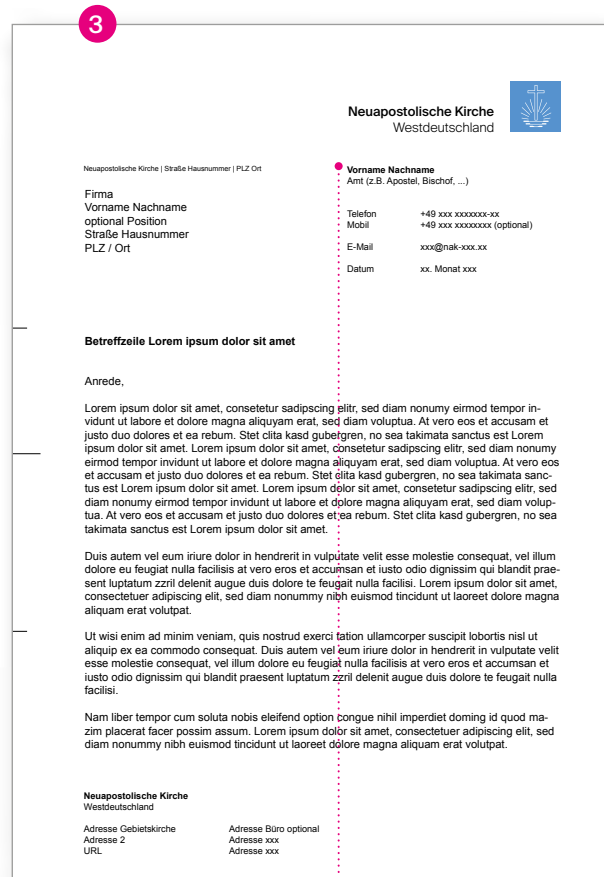 3
Neuapostolische Kirche
Westdeutschland
Neuapostolische Kirche | Straße Hausnummer | PLZ Ort
Firma
Vorname Nachname
optional Position
Straße Hausnummer
PLZ / Ort
Vorname Nachname
Amt (z.B. Apostel, Bischof, ...)
Telefon +49 xxx xxxxxxx-xx
Mobil +49 xxx xxxxxxxx (optional)
E-Mail xxx@nak-xxx.xx
Datum xx. Monat xxx
Betreffzeile Lorem ipsum dolor sit amet
Anrede,
Lorem ipsum dolor sit amet, consetetur sadipscing elitr, sed diam nonumy eirmod tempor in-
vidunt ut labore et dolore magna aliquyam erat, sed diam voluptua. At vero eos et accusam et
justo duo dolores et ea rebum. Stet clita kasd gubergren, no sea takimata sanctus est Lorem
ipsum dolor sit amet. Lorem ipsum dolor sit amet, consetetur sadipscing elitr, sed diam nonumy
eirmod tempor invidunt ut labore et dolore magna aliquyam erat, sed diam voluptua. At vero eos
et accusam et justo duo dolores et ea rebum. Stet clita kasd gubergren, no sea takimata sanc-
tus est Lorem ipsum dolor sit amet. Lorem ipsum dolor sit amet, consetetur sadipscing elitr, sed
diam nonumy eirmod tempor invidunt ut labore et dolore magna aliquyam erat, sed diam volup-
tua. At vero eos et accusam et justo duo dolores et ea rebum. Stet clita kasd gubergren, no sea
takimata sanctus est Lorem ipsum dolor sit amet.
Duis autem vel eum iriure dolor in hendrerit in vulputate velit esse molestie consequat, vel illum
dolore eu feugiat nulla facilisis at vero eros et accumsan et iusto odio dignissim qui blandit prae-
sent luptatum zzril delenit augue duis dolore te feugait nulla facilisi. Lorem ipsum dolor sit amet,
consectetuer adipiscing elit, sed diam nonummy nibh euismod tincidunt ut laoreet dolore magna
aliquam erat volutpat.
Ut wisi enim ad minim veniam, quis nostrud exerci tation ullamcorper suscipit lobortis nisl ut
aliquip ex ea commodo consequat. Duis autem vel eum iriure dolor in hendrerit in vulputate velit
esse molestie consequat, vel illum dolore eu feugiat nulla facilisis at vero eros et accumsan et
iusto odio dignissim qui blandit praesent luptatum zzril delenit augue duis dolore te feugait nulla
facilisi.
Nam liber tempor cum soluta nobis eleifend option congue nihil imperdiet doming id quod ma-
zim placerat facer possim assum. Lorem ipsum dolor sit amet, consectetuer adipiscing elit, sed
diam nonummy nibh euismod tincidunt ut laoreet dolore magna aliquam erat volutpat.
Neuapostolische Kirche
Westdeutschland
Adresse Gebietskirche Adresse Büro optional
Adresse 2 Adresse xxx
URL Adresse xxx